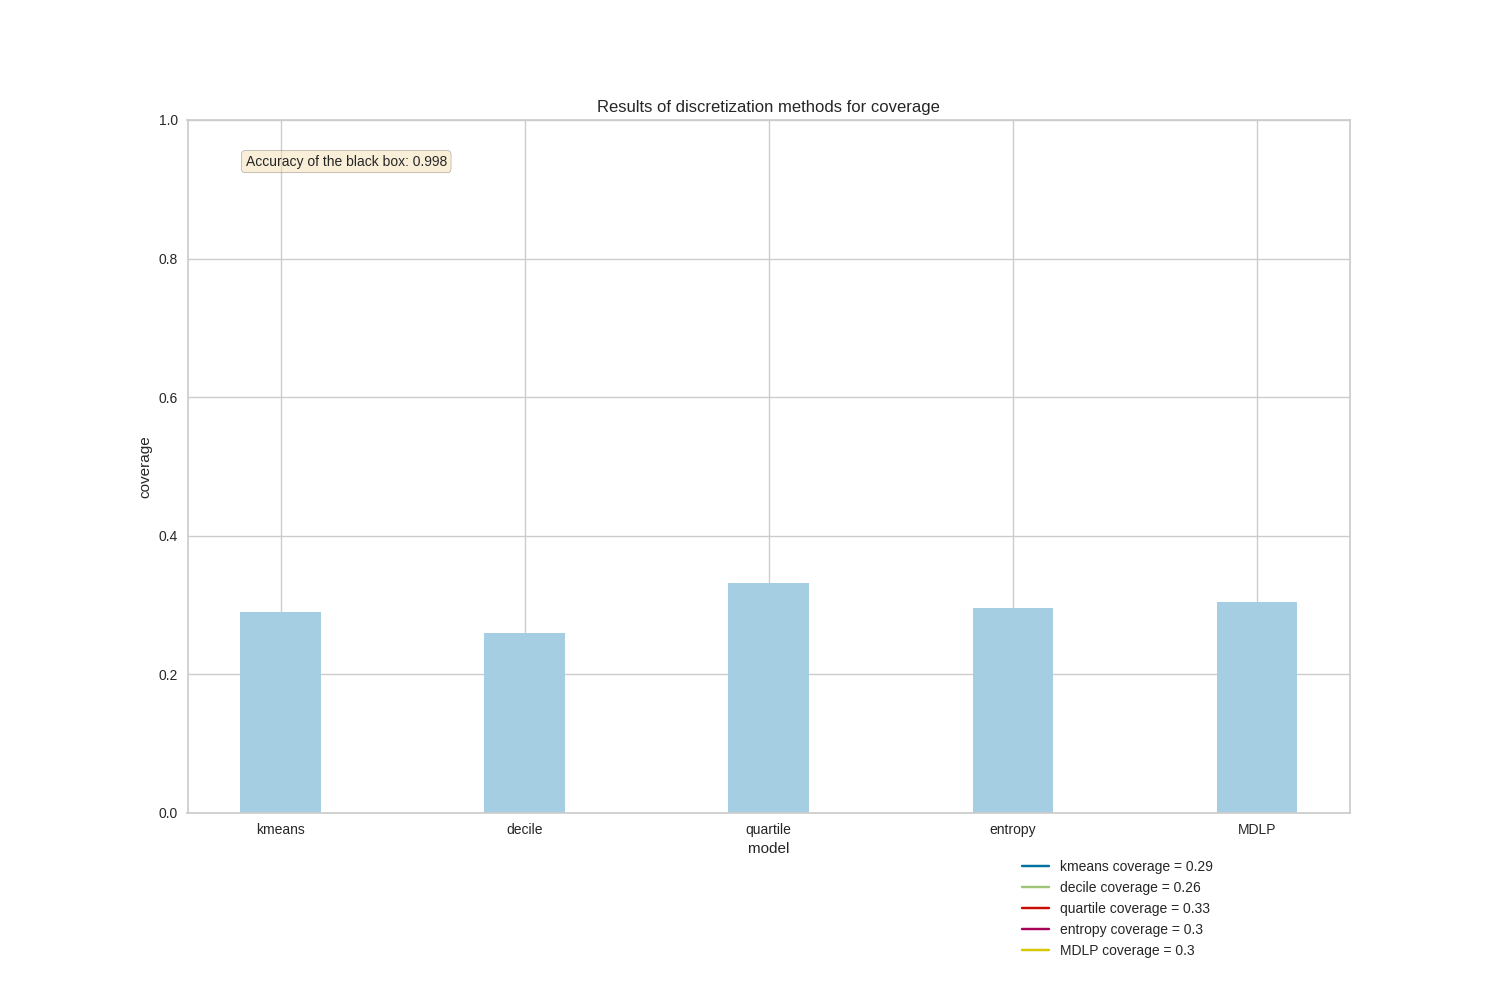 Results of discretization methods for coverage
1.0
Accuracy of the black box: 0.998
0.8
0.6
coverage
0.4
0.2
0.0
kmeans decile quartile entropy MDLP
model
kmeans coverage = 0.29
decile coverage = 0.26
quartile coverage = 0.33
entropy coverage = 0.3
MDLP coverage = 0.3